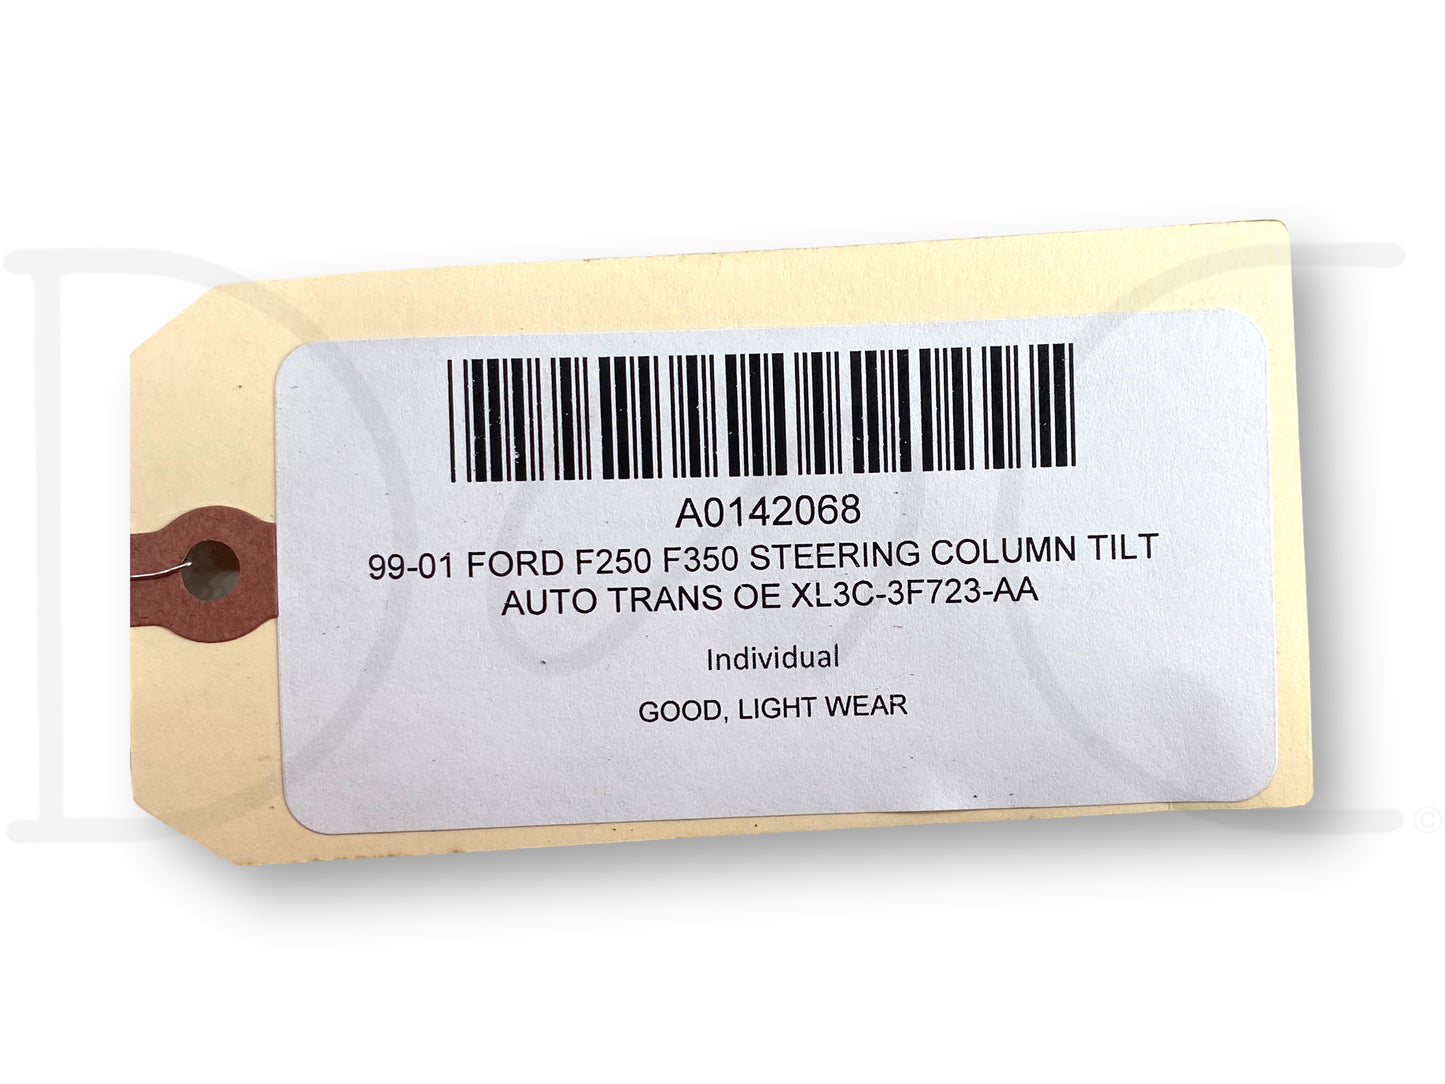 A0142068
99-01 FORD F250 F350 STEERING COLUMN TILT
AUTO TRANS OE XL3C-3F723-AA
Individual
GOOD, LIGHT WEAR
©